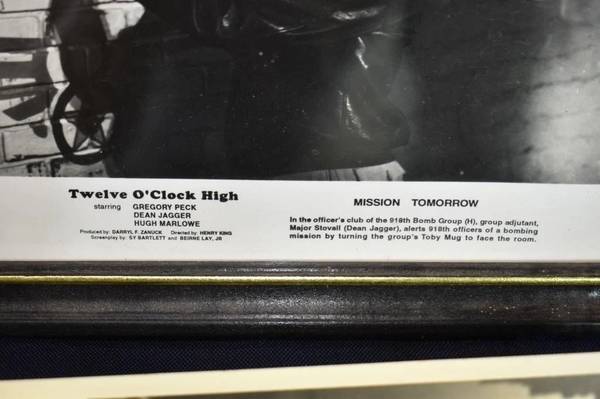 Twelve O'Clock High
starring GREGORY PECK
DEAN JAGGER
HUGH MARLOWE
Produced by: DARRYL F. ZANUCK Directed by: HENRY KING
Screenplay by: SY BARTLETT and BEIRNE LAY, JR
MISSION TOMORROW
In the officer's club of the 918th Bomb Group (H), group adjutant,
Major Stovall (Dean Jagger), alerts 918th officers of a bombing
mission by turning the group's Toby Mug to face the room.